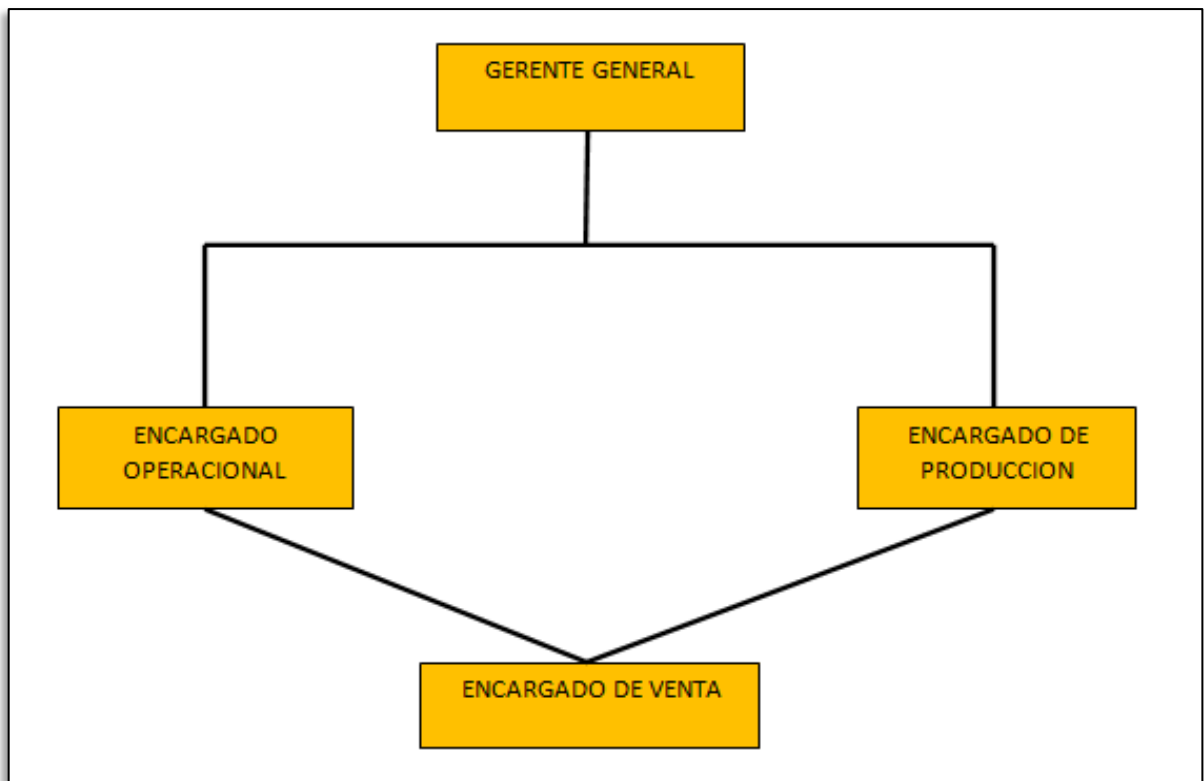 GERENTE GENERAL
ENCARGADO
OPERACIONAL
ENCARGADO DE
PRODUCCION
ENCARGADO DE VENTA